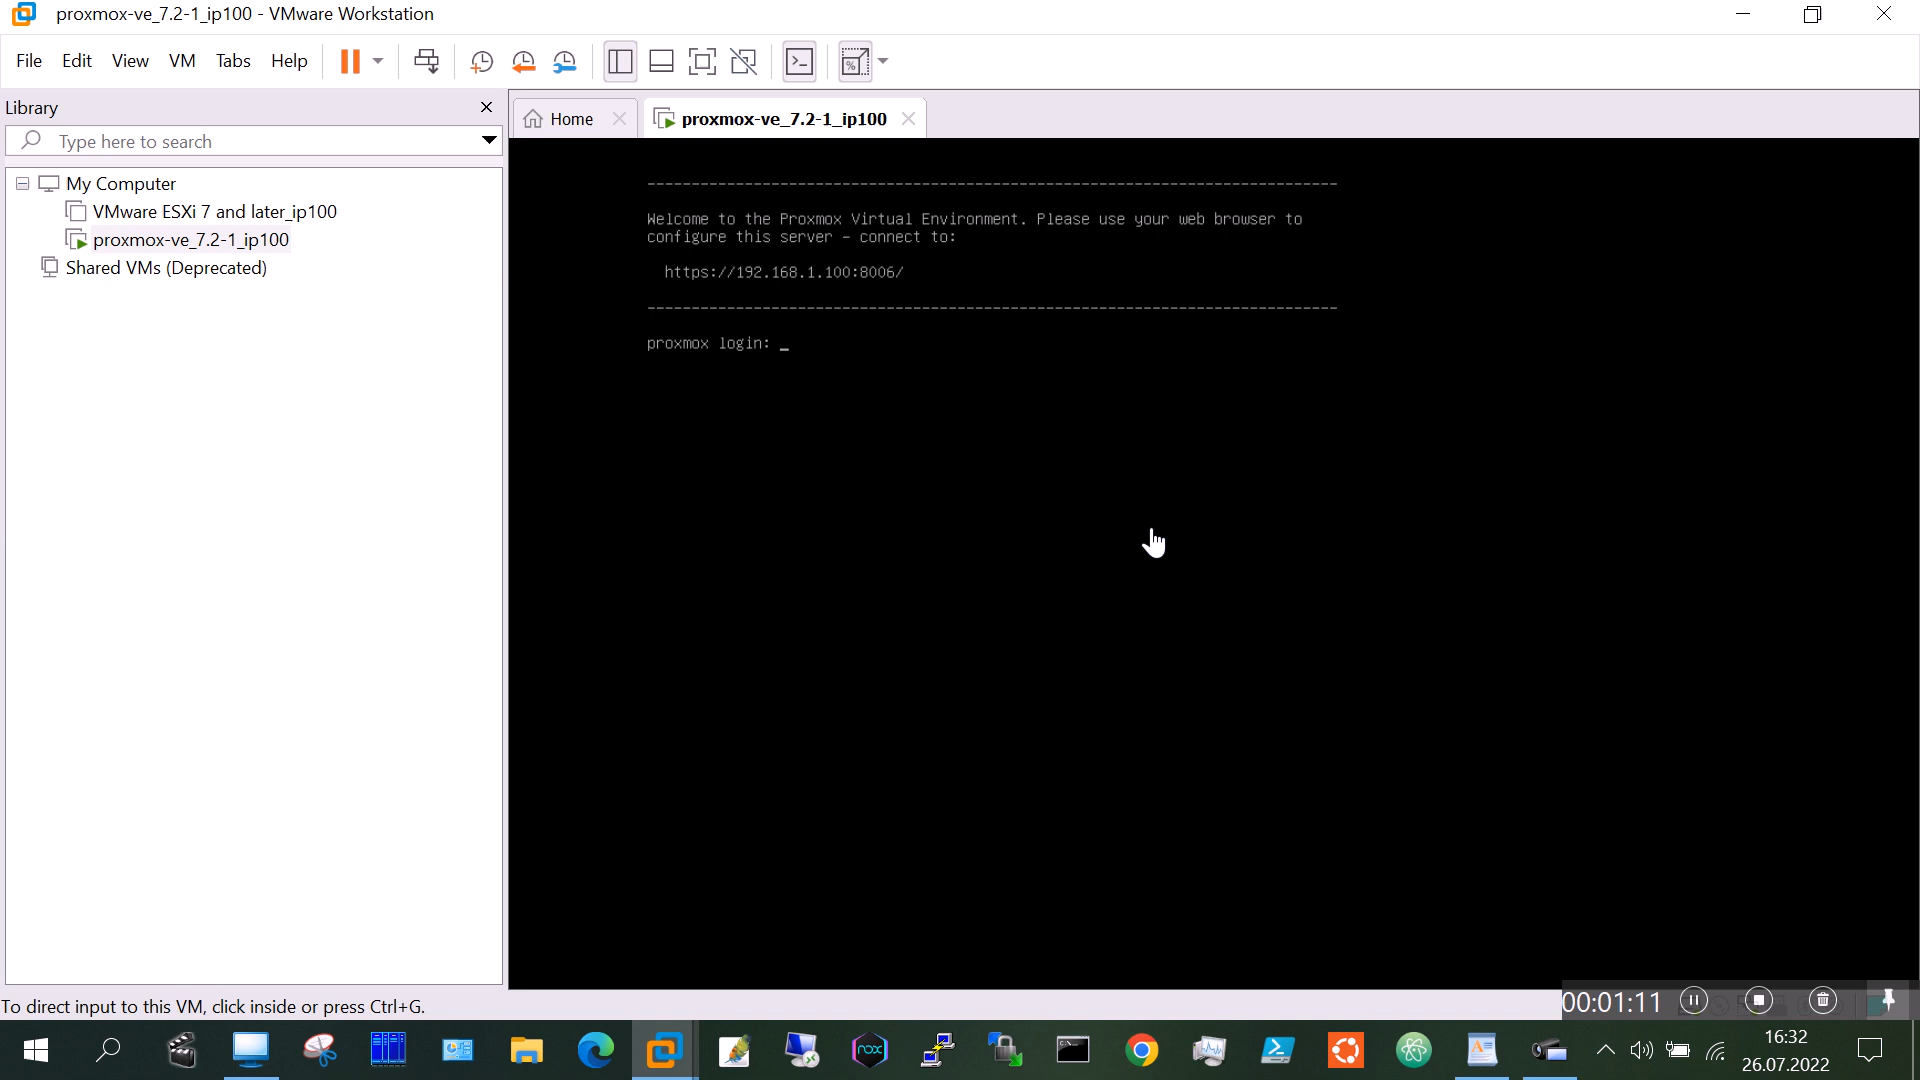 proxmox-ve_7.2-1_ip100 - VMware Workstation
File Edit View VM Tabs Help
Library
Type here to search
My Computer
VMware ESXi 7 and later_ip100
proxmox-ve_7.2-1_ip100
Shared VMs (Deprecated)
Home
proxmox-ve_7.2-1_ip100
--------------------------------------------------------------------------------
Welcome to the Proxmox Virtual Environment. Please use your web browser to
configure this server - connect to:
https://192.168.1.100:8006/
--------------------------------------------------------------------------------
proxmox login: _
To direct input to this VM, click inside or press Ctrl+G.
00:01:11
nox
16:32
26.07.2022